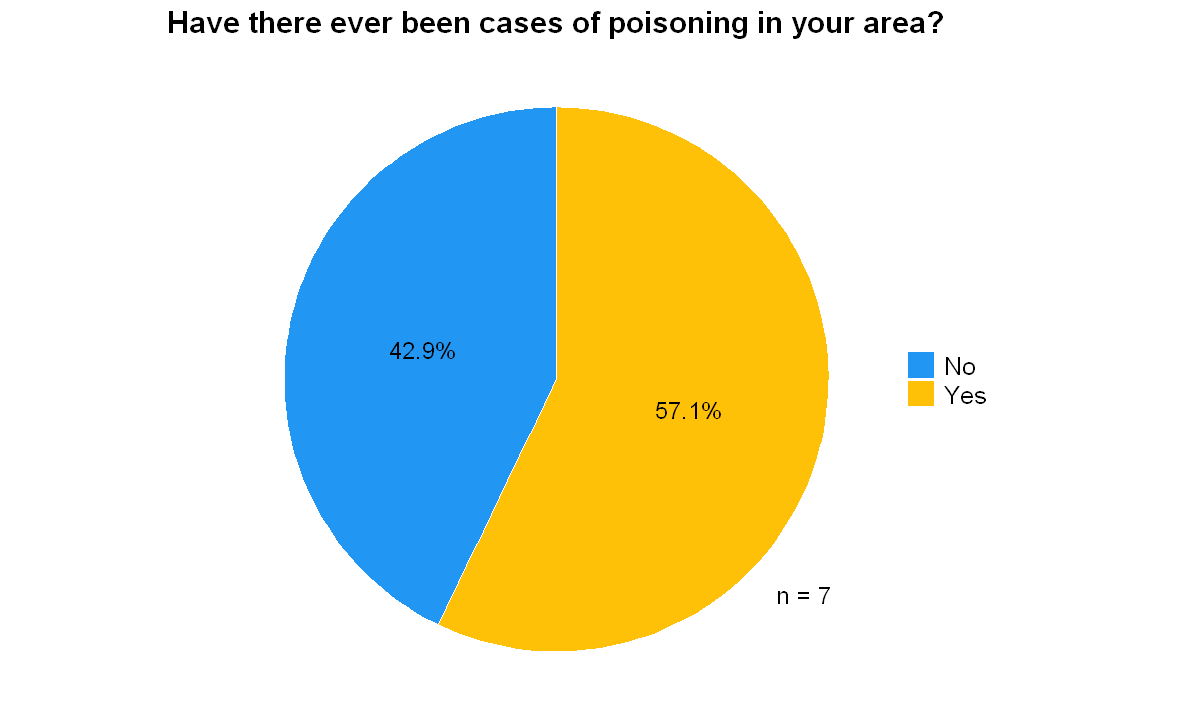 Have there ever been cases of poisoning in your area?
42.9%
57.1%
No
Yes
n = 7